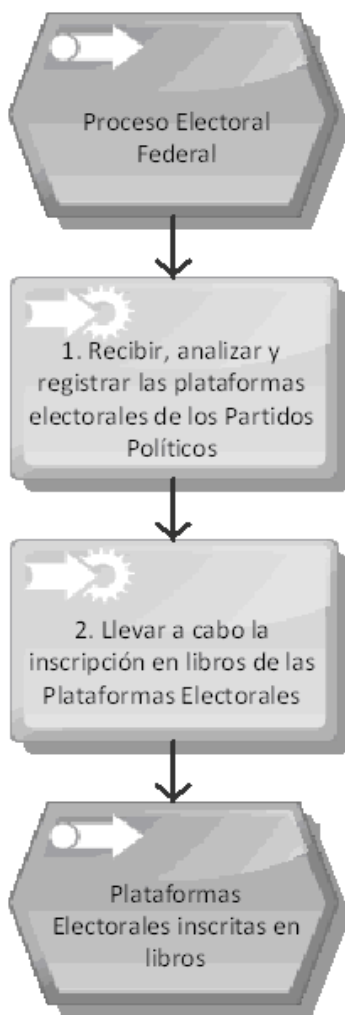 Proceso Electoral
Federal
1. Recibir, analizar y
registrar las plataformas
electorales de los Partidos
Políticos
2. Llevar a cabo la
inscripción en libros de las
Plataformas Electorales
Plataformas
Electorales inscritas en
libros